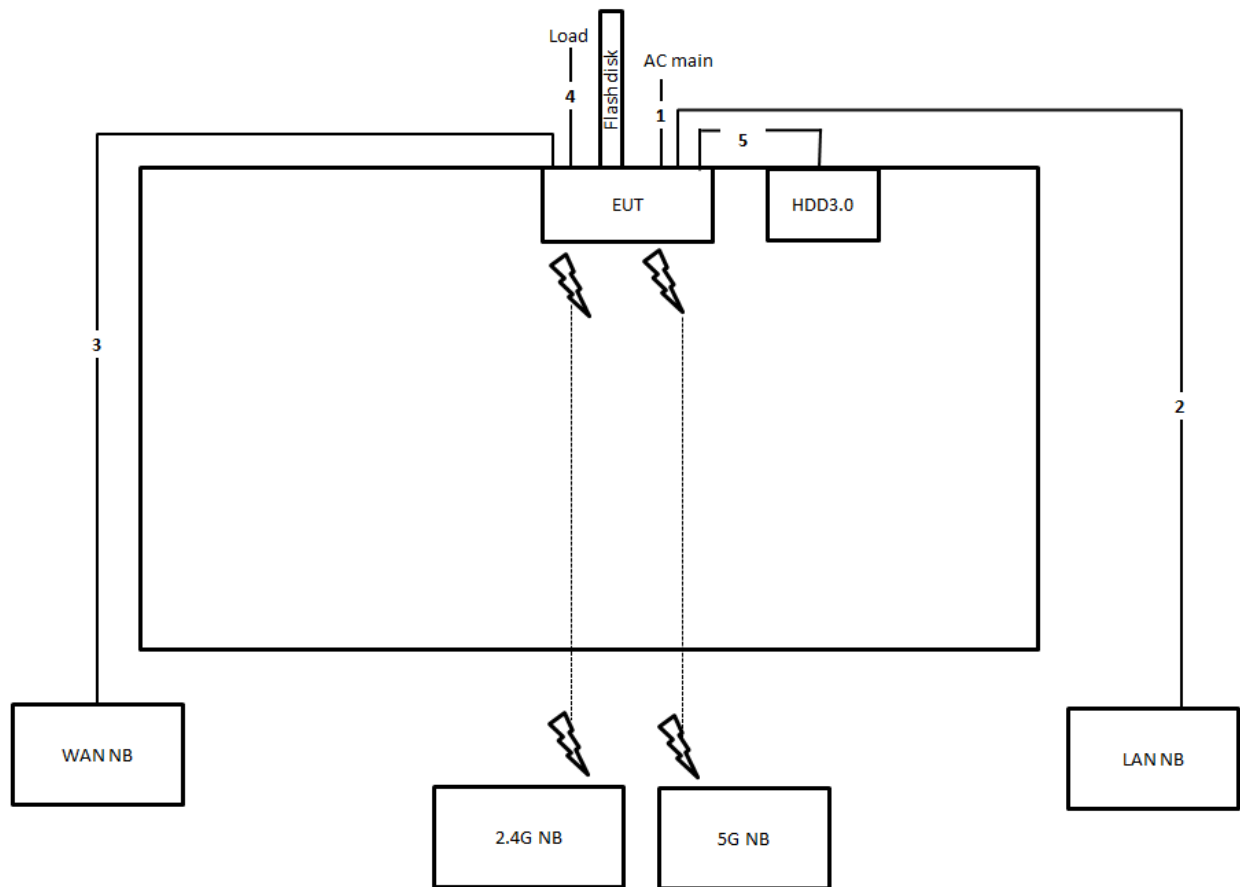 Load
Flash disk
AC main
4
1
5
EUT
HDD3.0
3
2
WAN NB
LAN NB
2.4G NB
5G NB